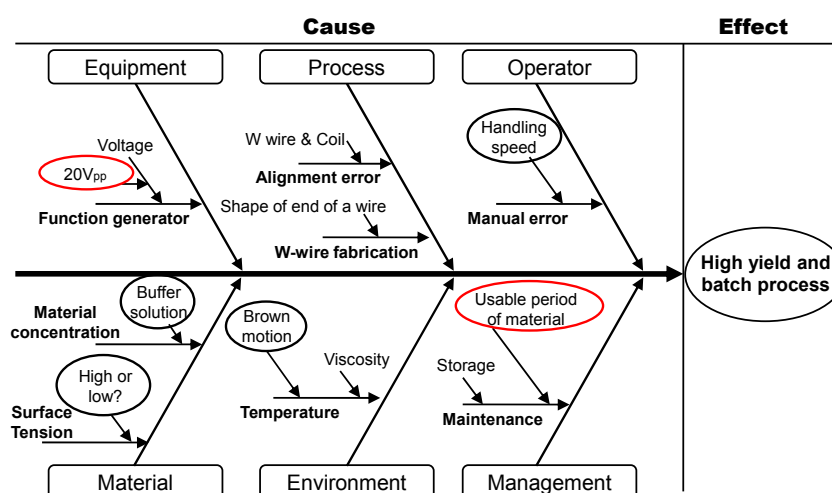 Cause
Effect
Equipment
Process
Operator
Voltage
20Vpp
Function generator
W wire & Coil
Alignment error
Shape of end of a wire
W-wire fabrication
Handling
speed
Manual error
High yield and
batch process
Buffer
solution
Material
concentration
High or
low?
Surface
Tension
Brown
motion
Viscosity
Temperature
Usable period
of material
Storage
Maintenance
Material
Environment
Management